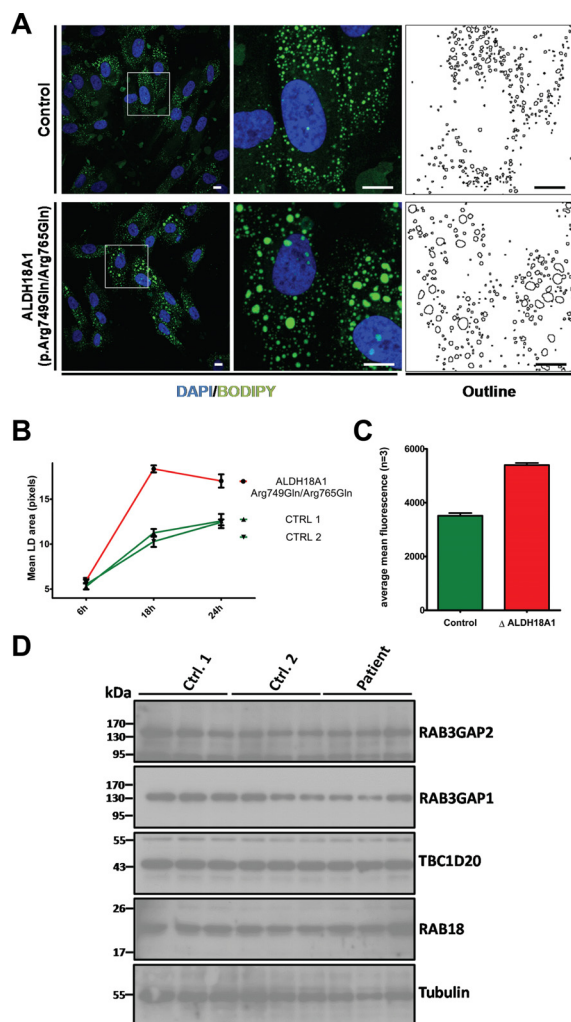 A
Control
ALDH18A1
(p.Arg749Gln/Arg765Gln)
DAPI/BODIPY
Outline
B
Mean LD area (pixels)
15
10
5
6h
18h
24h
ALDH18A1
Arg749Gln/Arg765Gln
CTRL 1
CTRL 2
C
average mean fluorescence (n=3)
6000
4000
2000
0
Control
Δ ALDH18A1
D
kDa
Ctrl. 1
Ctrl. 2
Patient
170
130
95
RAB3GAP2
170
130
95
RAB3GAP1
55
43
TBC1D20
26
17
RAB18
55
Tubulin